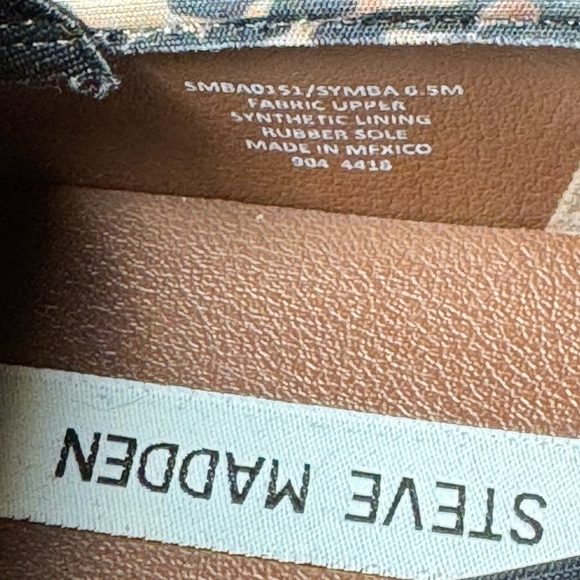 SMBA0151/SYMBA 6.5M
FABRIC UPPER
SYNTHETIC LINING
RUBBER SOLE
MADE IN MEXICO
904 4418
STEVE MADDEN